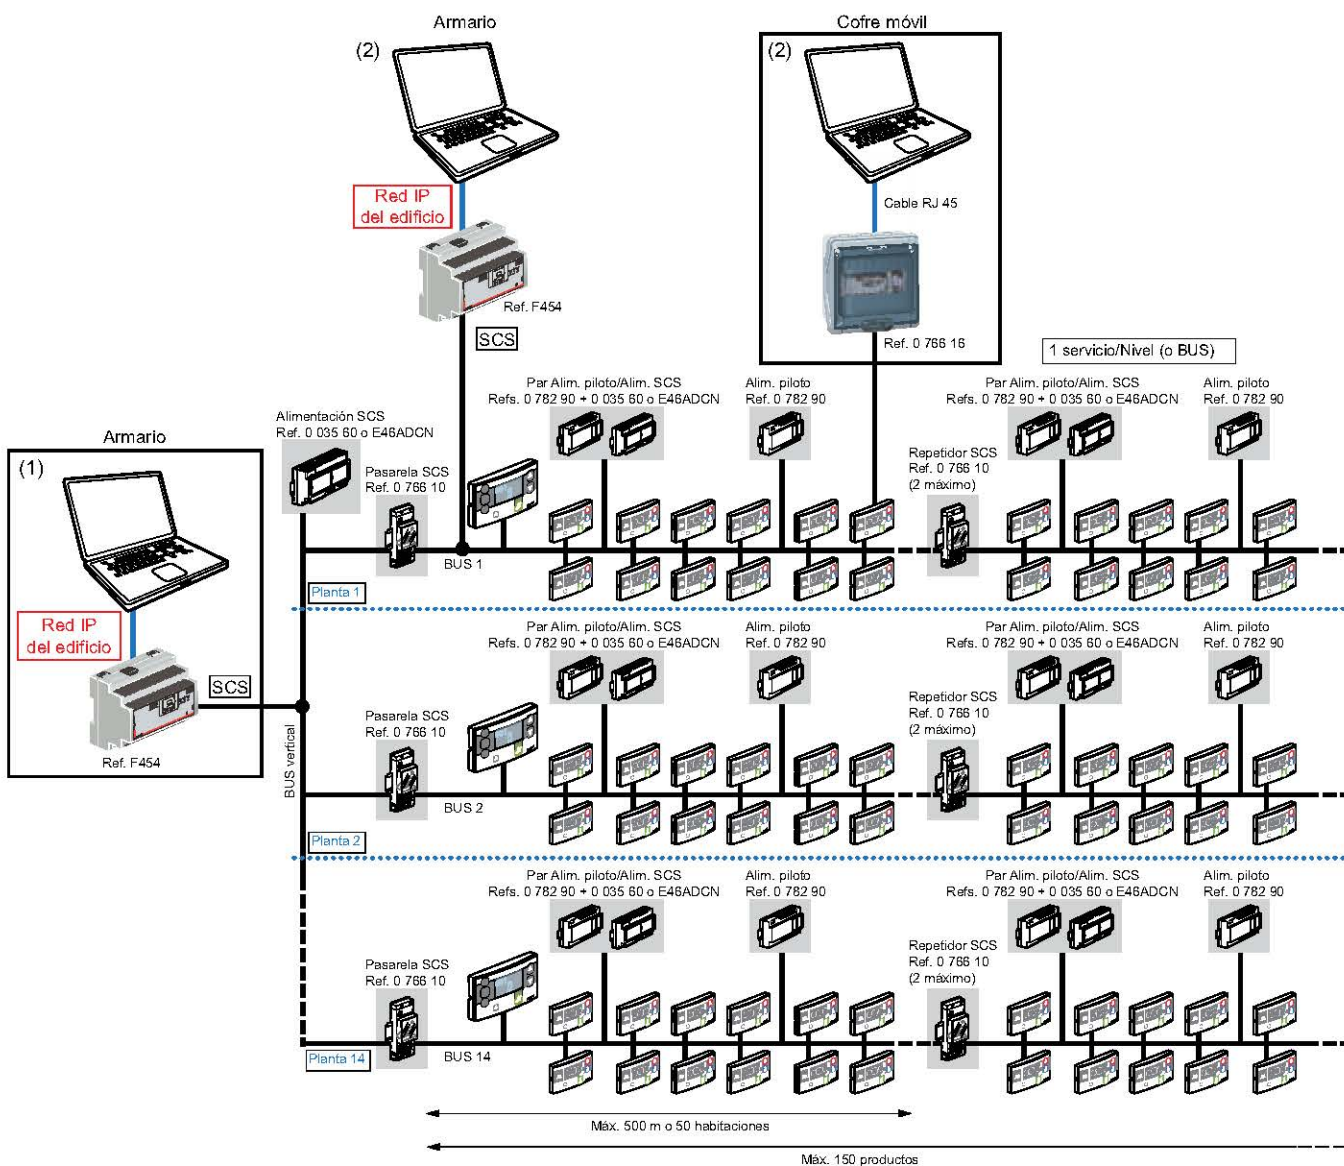 Armario
(2)
Red IP
del edificio
Ref. F454
SCS
Cofre móvil
(2)
Cable RJ 45
Ref. 0 766 16
1 servicio/Nivel (o BUS)
Armario
(1)
Red IP
del edificio
SCS
Ref. F454
BUS vertical
Alimentación SCS
Ref. 0 035 60 o E46ADCN
Pasarela SCS
Ref. 0 766 10
Par Alim. piloto/Alim. SCS
Refs. 0 782 90 + 0 035 60 o E46ADCN
Alim. piloto
Ref. 0 782 90
Repetidor SCS
Ref. 0 766 10
(2 máximo)
Par Alim. piloto/Alim. SCS
Refs. 0 782 90 + 0 035 60 o E46ADCN
Alim. piloto
Ref. 0 782 90
BUS 1
Planta 1
Pasarela SCS
Ref. 0 766 10
Par Alim. piloto/Alim. SCS
Refs. 0 782 90 + 0 035 60 o E46ADCN
Alim. piloto
Ref. 0 782 90
Repetidor SCS
Ref. 0 766 10
(2 máximo)
Par Alim. piloto/Alim. SCS
Refs. 0 782 90 + 0 035 60 o E46ADCN
Alim. piloto
Ref. 0 782 90
BUS 2
Planta 2
Pasarela SCS
Ref. 0 766 10
Par Alim. piloto/Alim. SCS
Refs. 0 782 90 + 0 035 60 o E46ADCN
Alim. piloto
Ref. 0 782 90
Repetidor SCS
Ref. 0 766 10
(2 máximo)
Par Alim. piloto/Alim. SCS
Refs. 0 782 90 + 0 035 60 o E46ADCN
Alim. piloto
Ref. 0 782 90
BUS 14
Planta 14
Máx. 500 m o 50 habitaciones
Máx. 150 productos